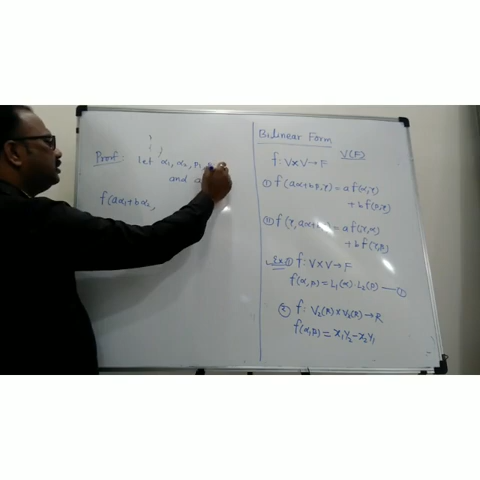 Proof: let α₁, α₂, β₁
and a
f(aα₁+bα₂,
Bilinear Form
V(F)
f: V×V→F
① f(aα+bβ,γ) = af(α,γ)
+ bf(β,γ)
② f(γ, aα+ = af(γ,α)
+ bf(γ,β)
Ex. ① f: V×V→F
f(α,β) = L₁(α) · L₂(β) — ①
② f: V₂(R) × V₂(R) → R
f(α,β) = x₁y₂ - x₂y₁